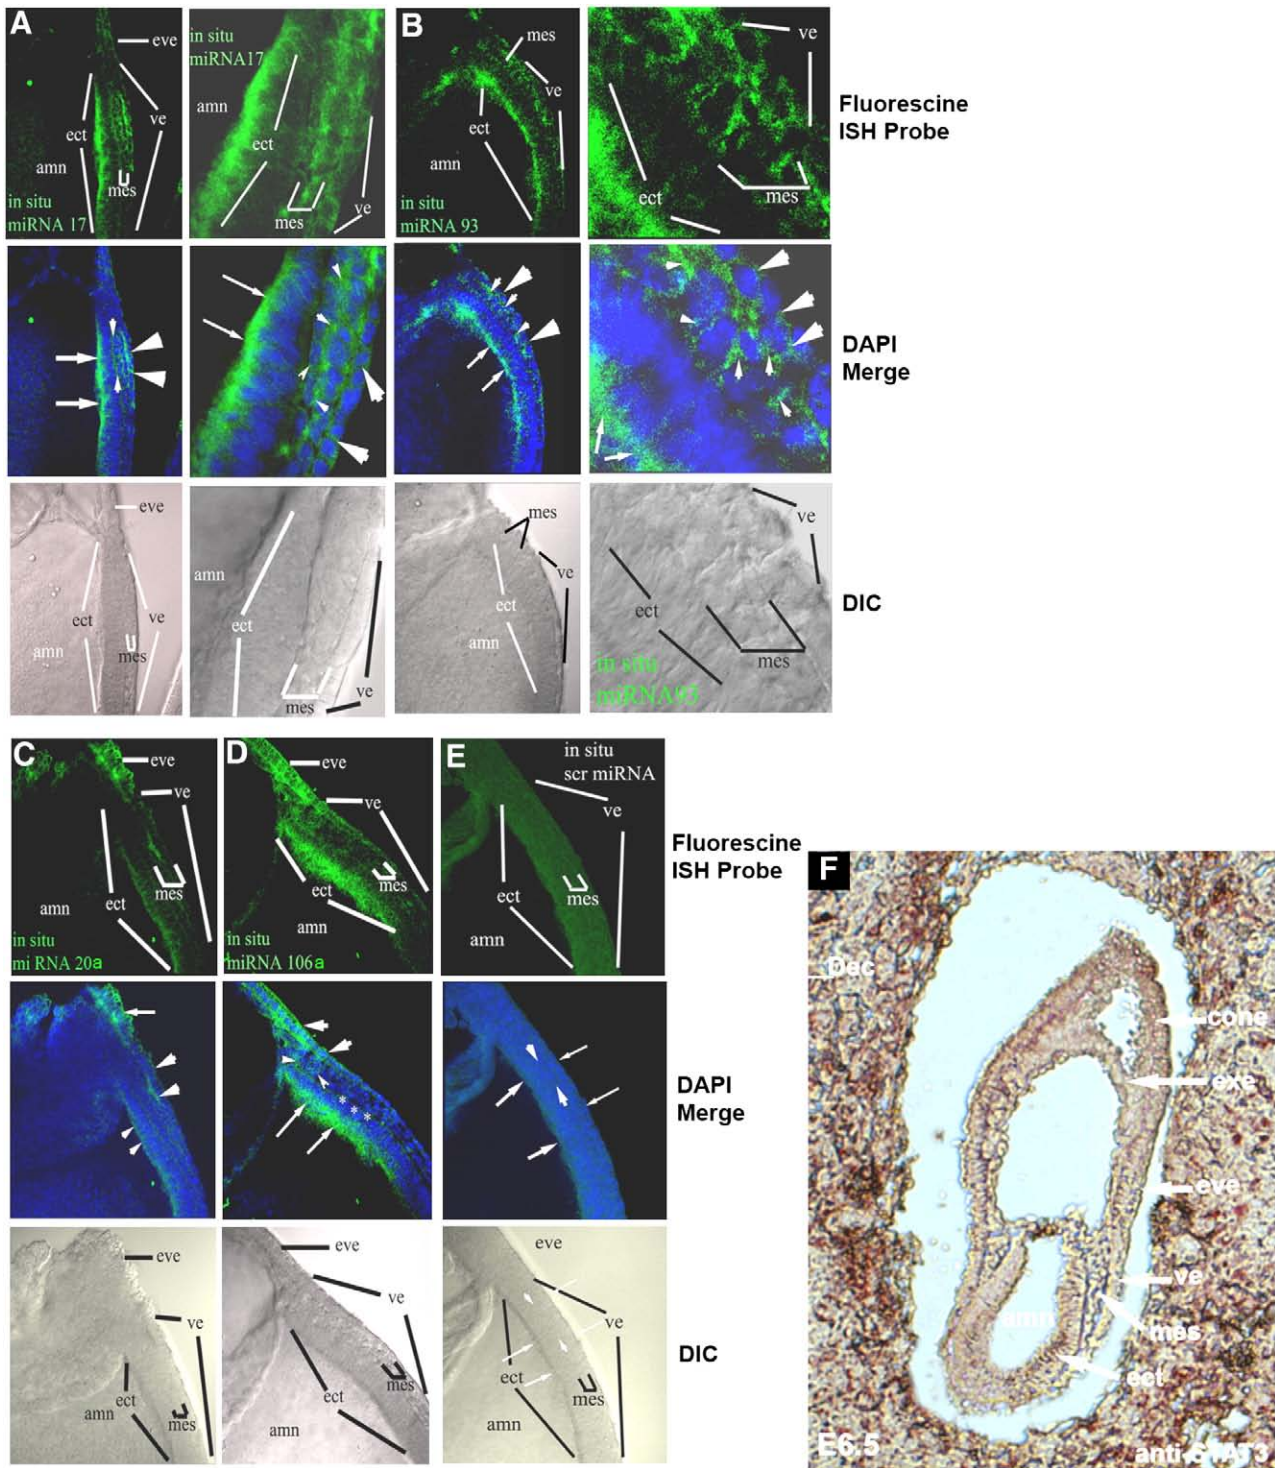 A
eve
ect
ve
amn
mes
in situ
miRNA 17
in situ
miRNA17
amn
ect
mes
ve
B
mes
ve
ect
amn
in situ
miRNA 93
ve
ect
mes
Fluorescine
ISH Probe
DAPI
Merge
eve
ect
ve
amn
mes
amn
ect
mes
ve
mes
ve
ect
amn
ve
ect
mes
in situ
miRNA93
DIC
C
eve
ve
mes
amn
ect
in situ
mi RNA 20a
D
eve
ve
mes
ect
amn
in situ
miRNA 106a
E
in situ
scr miRNA
ve
mes
ect
amn
Fluorescine
ISH Probe
* * *
DAPI
Merge
eve
ve
ect
amn
mes
eve
ve
mes
ect
amn
eve
ve
ect
mes
amn
DIC
F
Dec
cone
exe
eve
ve
amn
mes
ect
E6.5
anti-STAT3